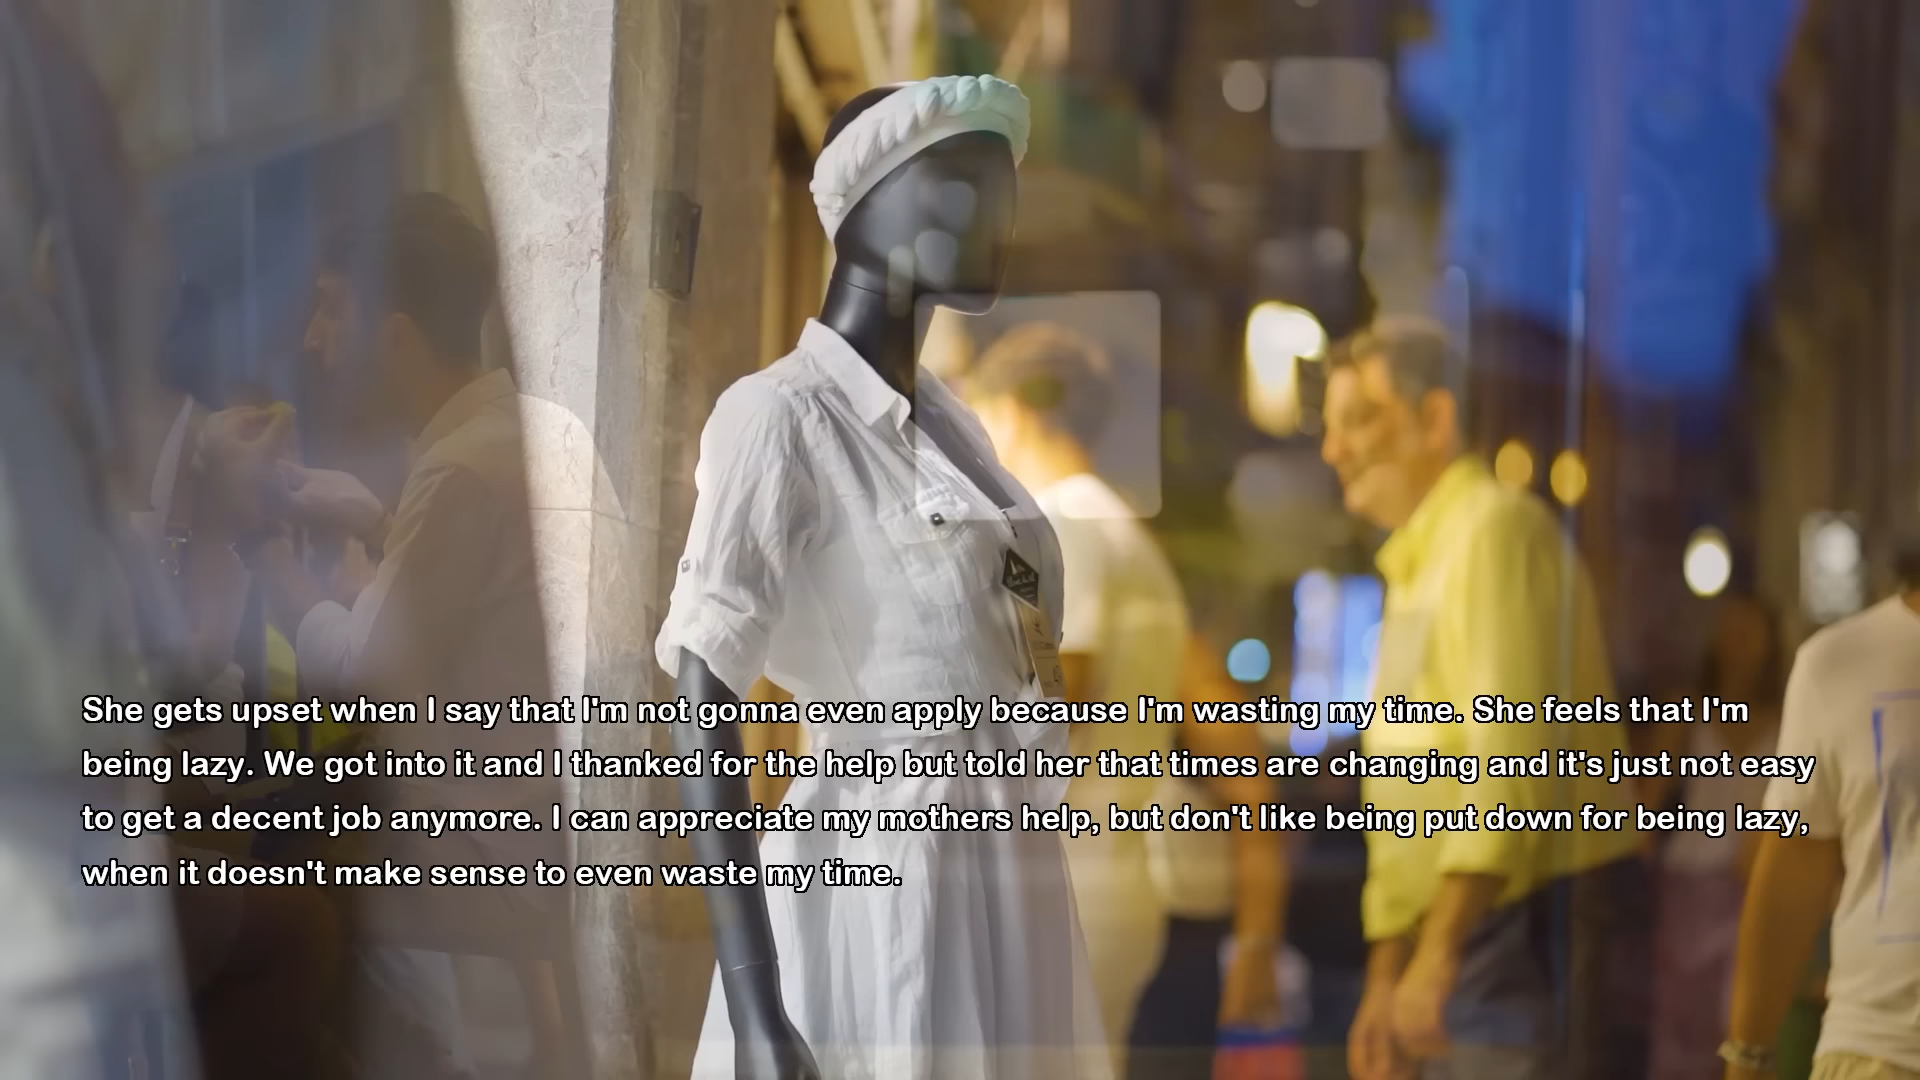 She gets upset when I say that I'm not gonna even apply because I'm wasting my time. She feels that I'm
being lazy. We got into it and I thanked for the help but told her that times are changing and it's just not easy
to get a decent job anymore. I can appreciate my mothers help, but don't like being put down for being lazy,
when it doesn't make sense to even waste my time.